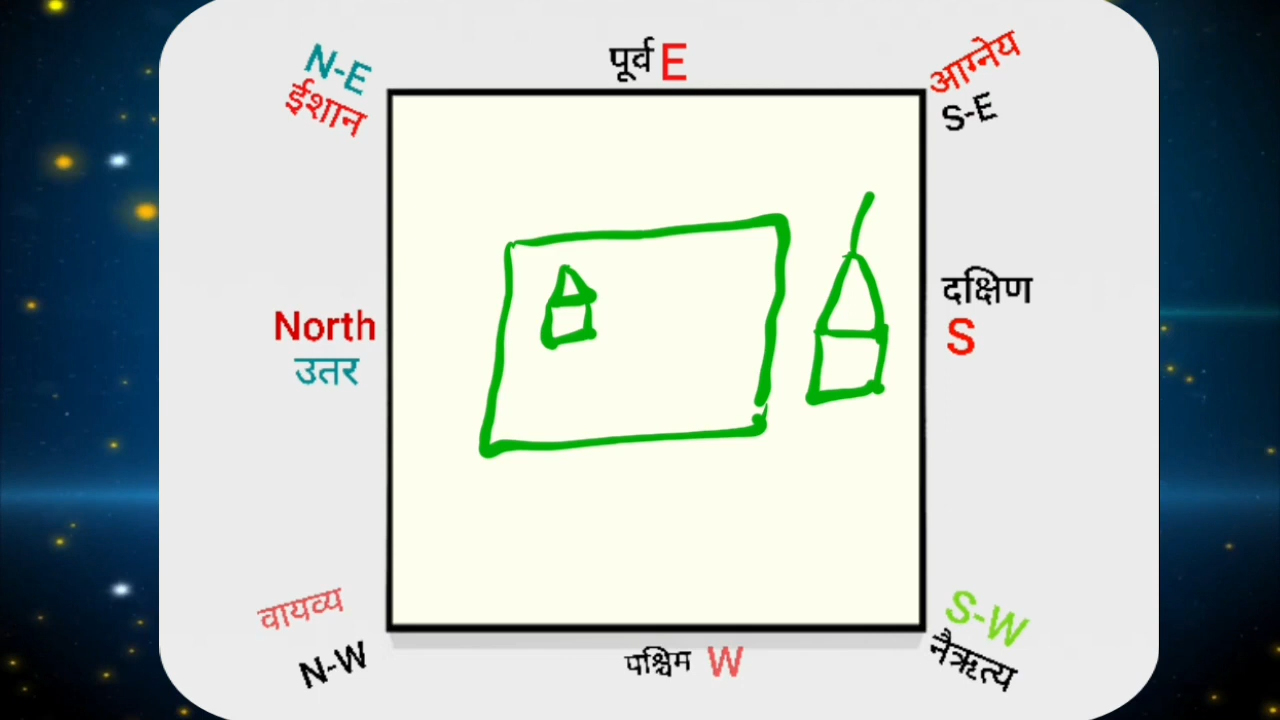 N-E
ईशान
पूर्व E
आग्नेय
S-E
North
उतर
दक्षिण
S
वायव्य
N-W
पश्चिम W
S-W
नैऋत्य